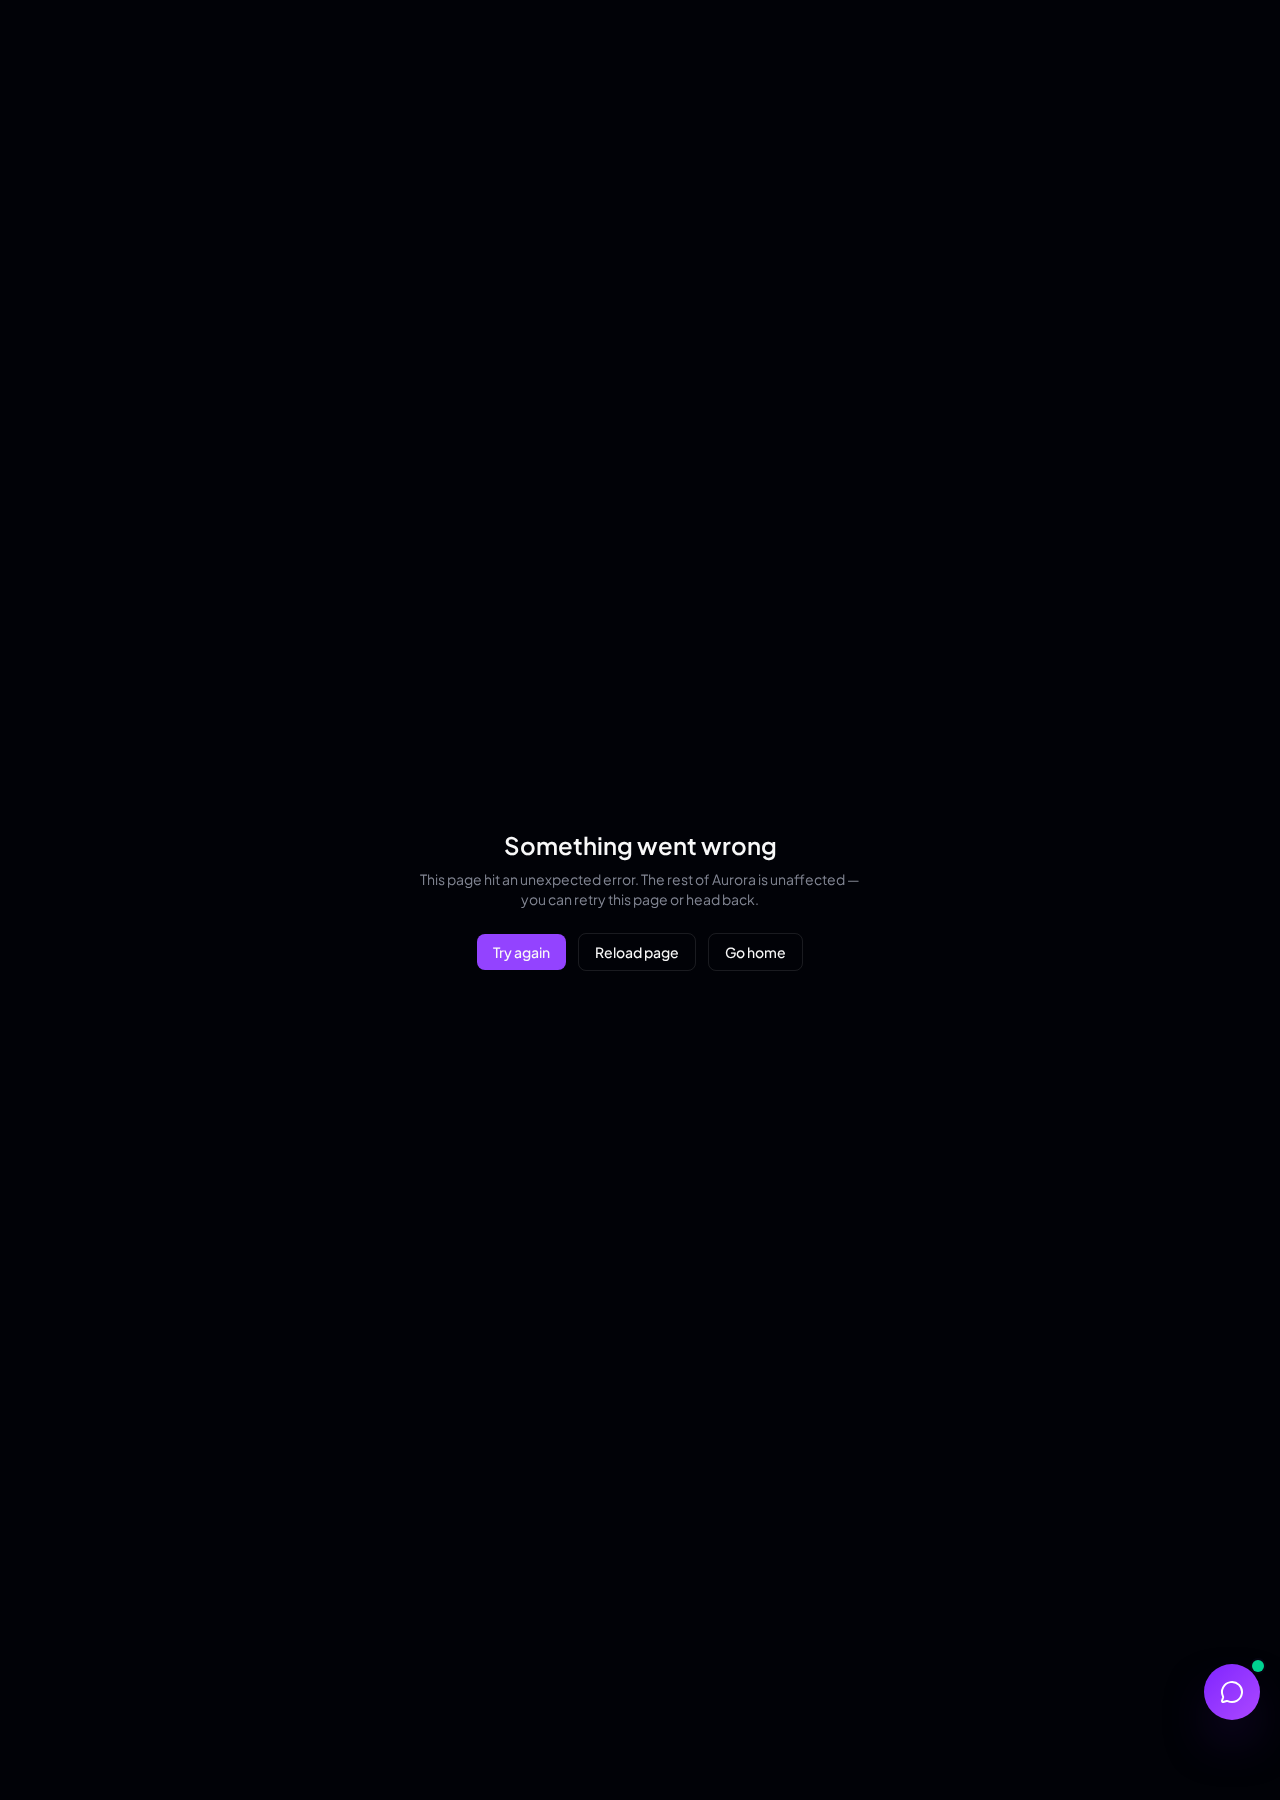 Something went wrong
This page hit an unexpected error. The rest of Aurora is unaffected —
you can retry this page or head back.
Try again
Reload page
Go home